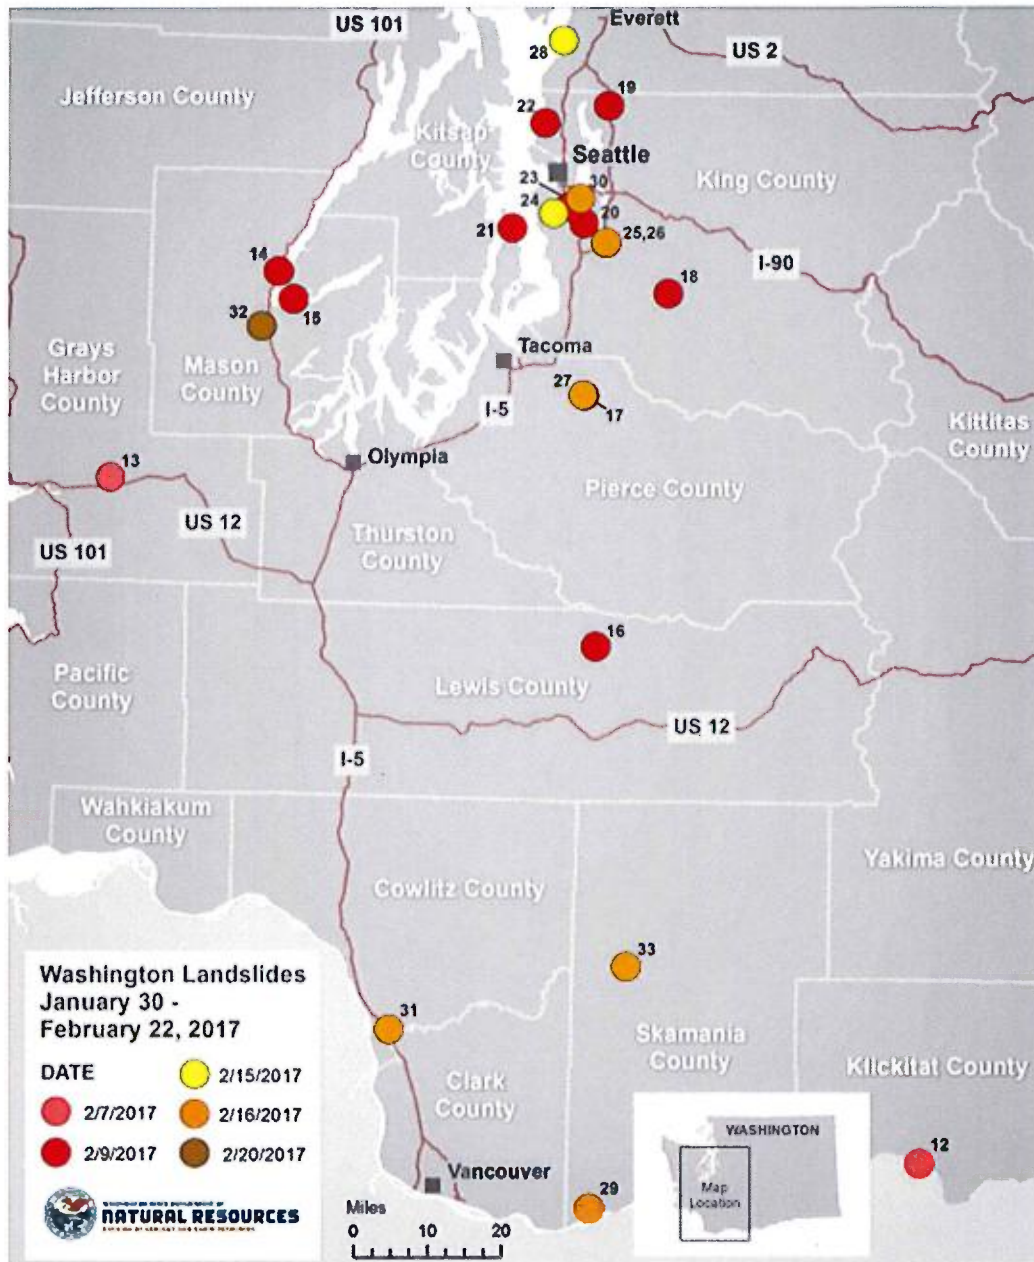 US 101
Everett
28
US 2
Jefferson County
19
22
Kitsap
County
Seattle
King County
23
30
24
20
21
25,26
14
I-90
18
15
32
Tacoma
Grays
Harbor
County
Mason
County
27
I-5
17
Kittitas
County
Olympia
13
Pierce County
US 12
US 101
Thurston
County
16
Pacific
County
Lewis County
US 12
I-5
Wahkiakum
County
Yakima County
Cowlitz County
33
Washington Landslides
January 30 -
February 22, 2017
31
Skamania
County
DATE
2/15/2017
Klickitat County
Clark
County
2/7/2017
2/16/2017
WASHINGTON
12
2/9/2017
2/20/2017
Vancouver
Map
Location
29
NATURAL RESOURCES
Miles
0 10 20